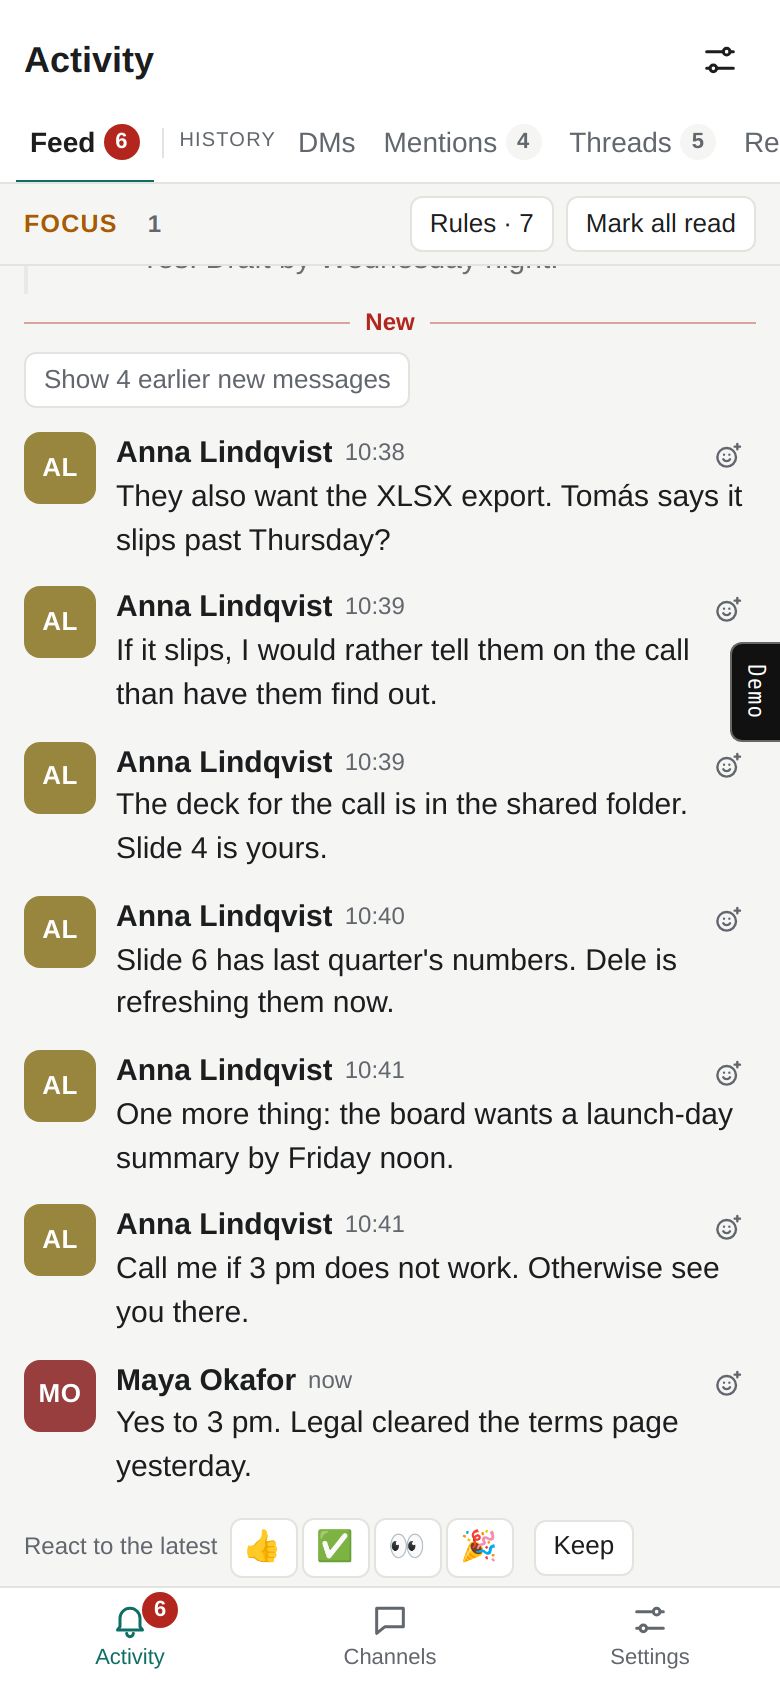 Activity
Feed 6 HISTORY DMs Mentions 4 Threads 5 Re
FOCUS 1 Rules · 7 Mark all read
New
Show 4 earlier new messages
AL Anna Lindqvist 10:38
They also want the XLSX export. Tomás says it
slips past Thursday?
AL Anna Lindqvist 10:39
If it slips, I would rather tell them on the call
than have them find out.
Demo
AL Anna Lindqvist 10:39
The deck for the call is in the shared folder.
Slide 4 is yours.
AL Anna Lindqvist 10:40
Slide 6 has last quarter's numbers. Dele is
refreshing them now.
AL Anna Lindqvist 10:41
One more thing: the board wants a launch-day
summary by Friday noon.
AL Anna Lindqvist 10:41
Call me if 3 pm does not work. Otherwise see
you there.
MO Maya Okafor now
Yes to 3 pm. Legal cleared the terms page
yesterday.
React to the latest 👍 ✅ 👀 🎉 Keep
6
Activity Channels Settings